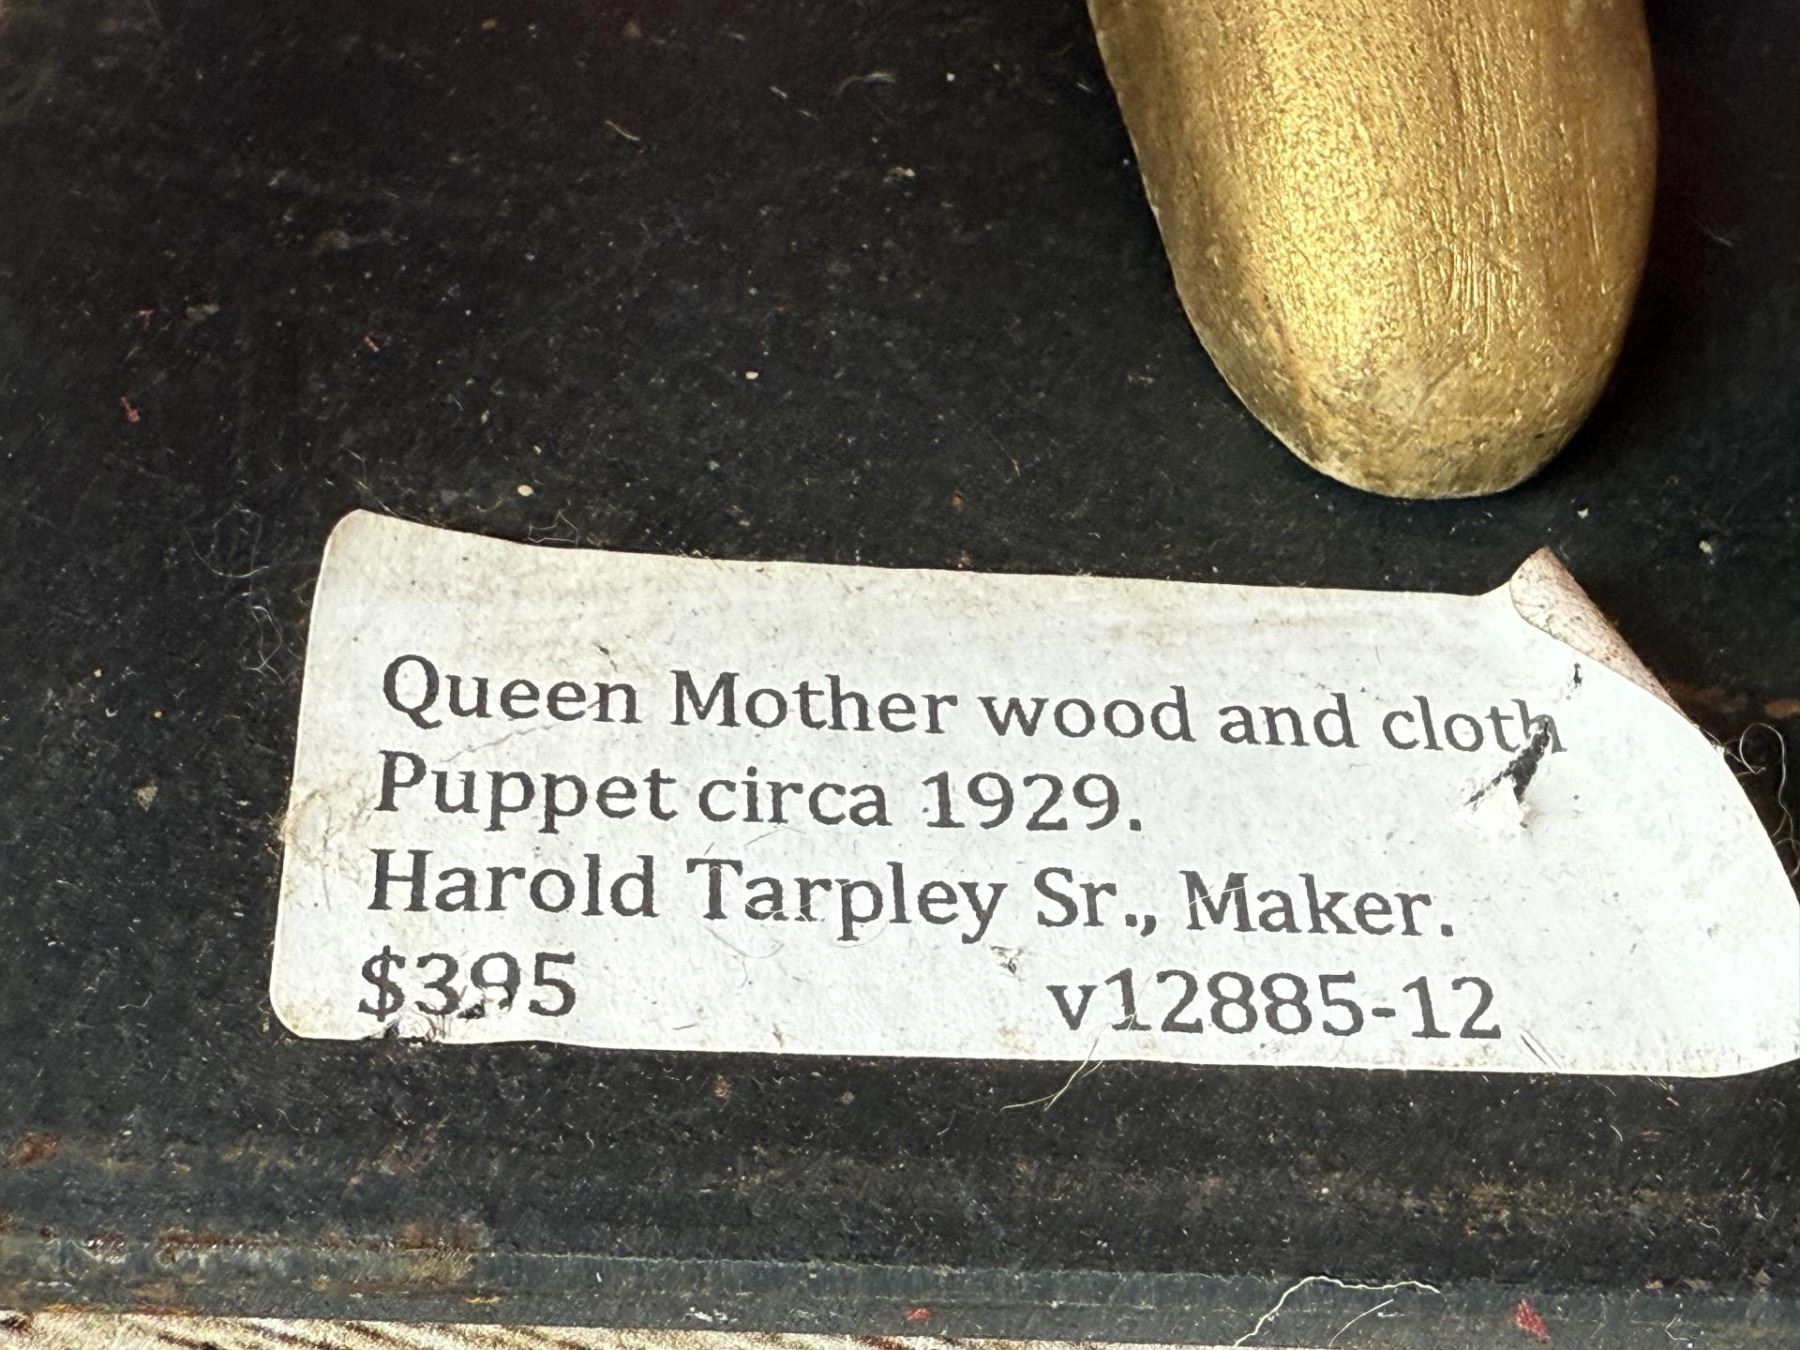 Queen Mother wood and cloth
Puppet circa 1929.
Harold Tarpley Sr., Maker.
$395 v12885-12